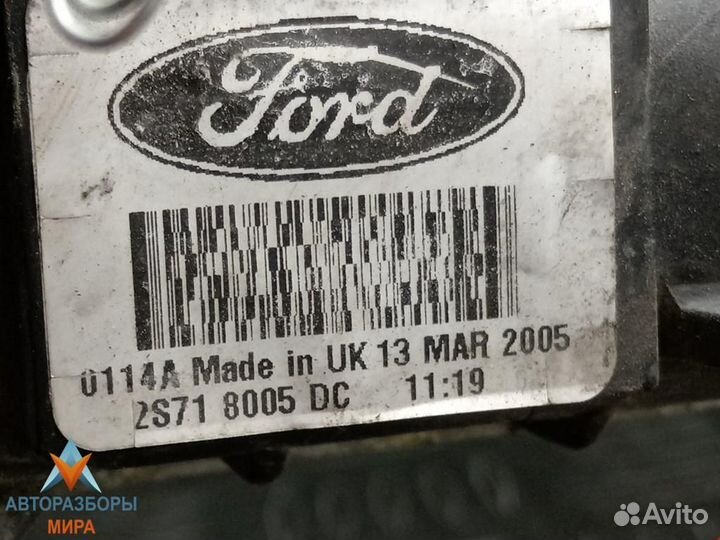 Ford
0114A Made in UK 13 MAR 2005
2S71 8005 DC 11:19
АВТОРАЗБОРЫ
МИРА
Avito